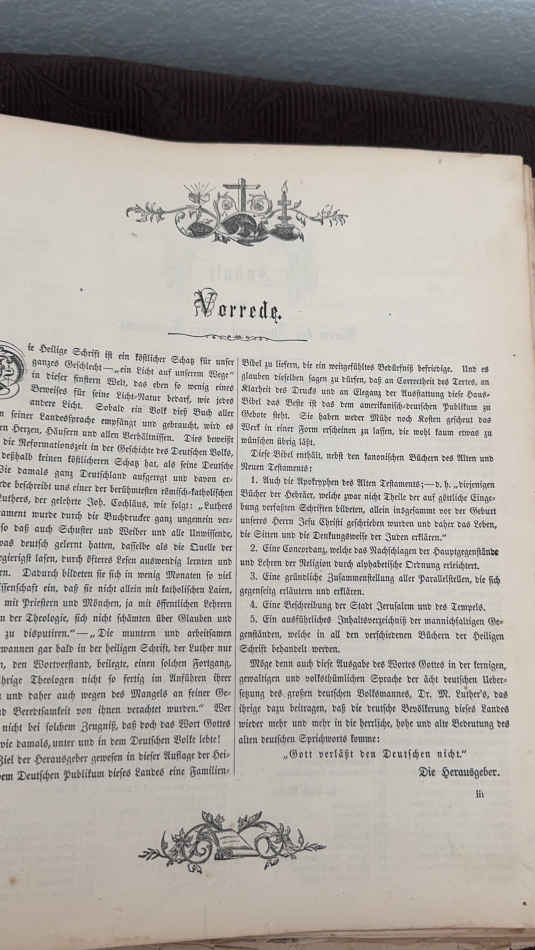 Vorrede.
ie Heilige Schrift ist ein köstlicher Schatz für unser
ganzes Geschlecht—„ein Licht auf unserem Wege"
in dieser finstern Welt, das eben so wenig eines
Beweises für seine Licht-Natur bedarf, wie jedes
andere Licht. Sobald ein Volk dieß Buch aller
seiner Landessprache empfängt und gebraucht, wird es
Herzen, Häusern und allen Verhältnissen. Dies beweist
die Reformationszeit in der Geschichte des Deutschen Volks,
deßhalb keinen köstlicheren Schatz hat, als seine Deutsche
Sie damals ganz Deutschland aufgerregt und davon er-
de beschreibt uns einer der berühmtesten römisch-katholischen
Luthers, der gelehrte Joh. Cochläus, wie folgt: „Luthers
ament wurde durch die Buchdrucker ganz ungemein ver-
so daß auch Schuster und Weiber und alle Unwissende,
was deutsch gelernt hatten, dasselbe als die Quelle der
egierigst lasen, durch öfteres Lesen auswendig lernten und
en. Dadurch bildeten sie sich in wenig Monaten so viel
issenschaft ein, daß sie nicht allein mit katholischen Laien,
mit Priestern und Mönchen, ja mit öffentlichen Lehrern
n der Theologie, sich nicht schämten über Glauben und
zu disputiren."—„Die muntern und arbeitsamen
gewannen gar bald in der heiligen Schrift, der Luther nur
n, den Wortverstand, beilegte, einen solchen Fortgang,
hrige Theologen nicht so fertig im Anführen ihrer
und daher auch wegen des Mangels an seiner Ge-
nd Beredtsamkeit von ihnen verachtet wurden." Wer
nicht bei solchem Zeugniß, daß doch das Wort Gottes
wie damals, unter und in dem Deutschen Volke lebte!
Ziel der Herausgeber gewesen in dieser Auflage der Hei-
dem Deutschen Publikum dieses Landes eine Familien-
Bibel zu liefern, die ein weitgefühltes Bedürfniß befriedige. Und es
glauben dieselben sagen zu dürfen, daß an Correctheit des Textes, an
Klarheit des Drucks und an Eleganz der Ausstattung diese Haus-
Bibel das Beste ist das dem amerikanisch-deutschen Publikum zu
Gebote steht. Sie haben weder Mühe noch Kosten gescheut das
Werk in einer Form erscheinen zu lassen, die wohl kaum etwas zu
wünschen übrig läßt.
Diese Bibel enthält, nebst den kanonischen Büchern des Alten und
Neuen Testaments:
1. Auch die Apokryphen des Alten Testaments;—d. h. „diejenigen
Bücher der Hebräer, welche zwar nicht Theile der auf göttliche Einge-
bung verfaßten Schriften bildeten, allein insgesammt vor der Geburt
unseres Herrn Jesu Christi geschrieben wurden und daher das Leben,
die Sitten und die Denkungsweise der Juden erklären."
2. Eine Concordanz, welche das Nachschlagen der Hauptgegenstände
und Lehren der Religion durch alphabetische Ordnung erleichtert.
3. Eine gründliche Zusammenstellung aller Parallelstellen, die sich
gegenseitig erläutern und erklären.
4. Eine Beschreibung der Stadt Jerusalem und des Tempels.
5. Ein ausführliches Inhaltsverzeichniß der mannichfaltigen Ge-
genstände, welche in all den verschiedenen Büchern der Heiligen
Schrift behandelt werden.
Möge denn auch diese Ausgabe des Wortes Gottes in der kernigen,
gewaltigen und volksthümlichen Sprache der ächt deutschen Ueber-
setzung des großen deutschen Volksmannes, Dr. M. Luther's, das
ihrige dazu beitragen, daß die deutsche Bevölkerung dieses Landes
wieder mehr und mehr in die herrliche, hohe und alte Bedeutung des
alten deutschen Sprichworts komme:
„Gott verläßt den Deutschen nicht."
Die Herausgeber.
iii